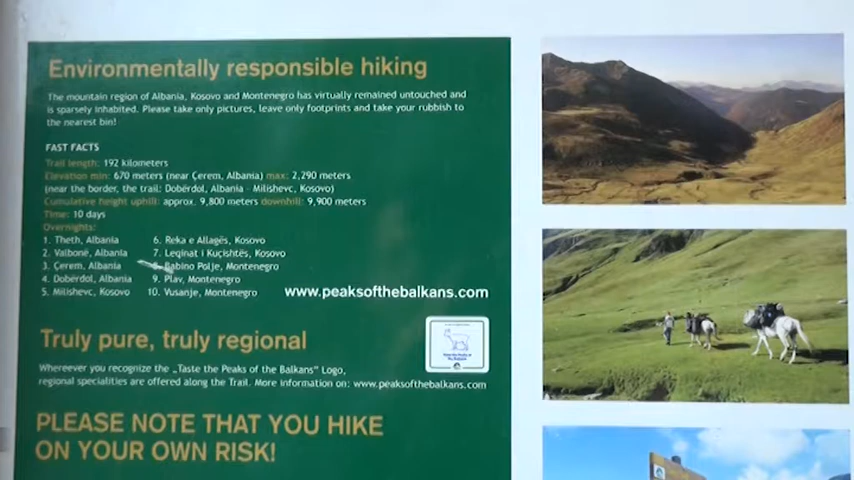 Environmentally responsible hiking
The mountain region of Albania, Kosovo and Montenegro has virtually remained untouched and
is sparsely inhabited. Please take only pictures, leave only footprints and take your rubbish to
the nearest bin!
FAST FACTS
Trail length: 192 kilometers
Elevation min: 670 meters (near Çerem, Albania) max: 2,290 meters
(near the border, the trail: Dobërdol, Albania - Milishevc, Kosovo)
Cumulative height uphill: approx. 9,800 meters downhill: 9,900 meters
Time: 10 days
Overnights:
1. Theth, Albania 6. Reka e Allagës, Kosovo
2. Valbonë, Albania 7. Leqinat i Kuçishtës, Kosovo
3. Çerem, Albania Babino Polje, Montenegro
4. Dobërdol, Albania 9. Plav, Montenegro
5. Milishevc, Kosovo 10. Vusanje, Montenegro
www.peaksofthebalkans.com
Truly pure, truly regional
Whereever you recognize the „Taste the Peaks of the Balkans" Logo,
regional specialities are offered along the Trail. More information on: www.peaksofthebalkans.com
PLEASE NOTE THAT YOU HIKE
ON YOUR OWN RISK!